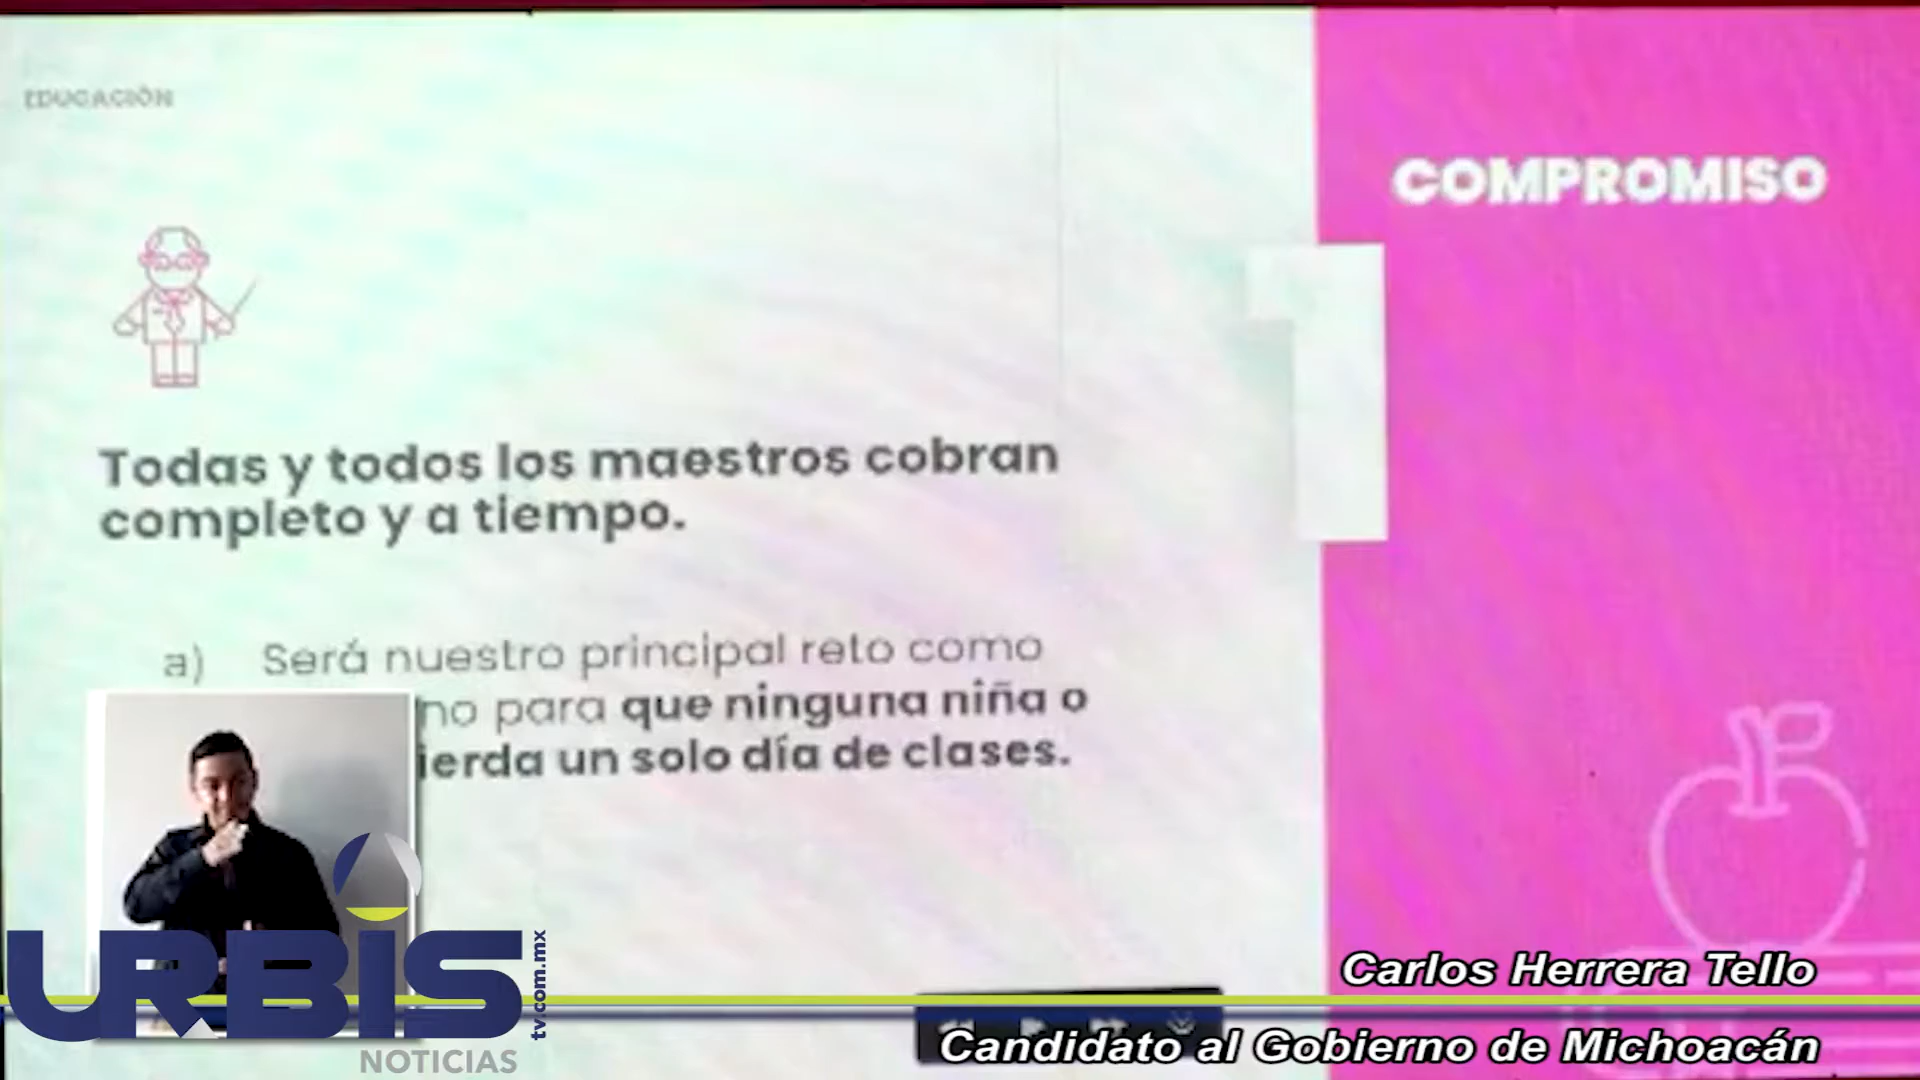 EDUCACIÓN
COMPROMISO
1
Todas y todos los maestros cobran
completo y a tiempo.
a) Será nuestro principal reto como
no para que ninguna niña o
ierda un solo día de clases.
Carlos Herrera Tello
Candidato al Gobierno de Michoacán
URBIS
tv.com.mx
NOTICIAS